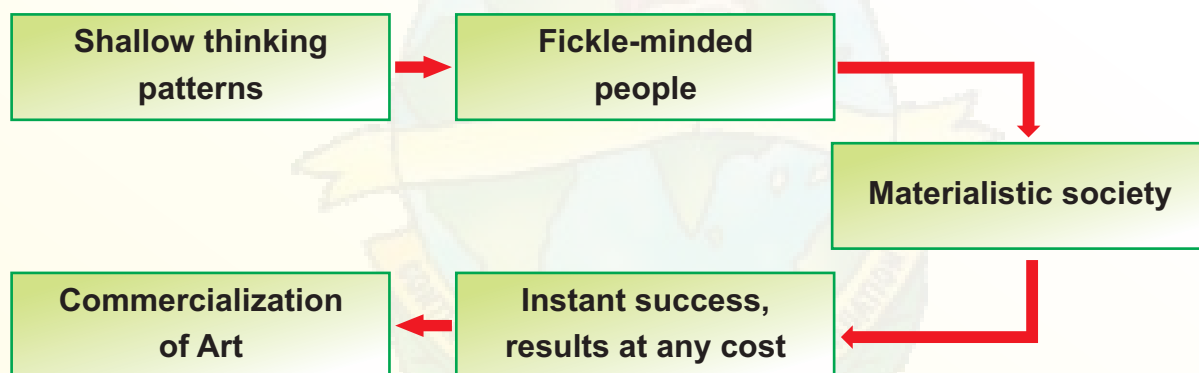 Shallow thinking
patterns
Fickle-minded
people
Materialistic society
Instant success,
results at any cost
Commercialization
of Art